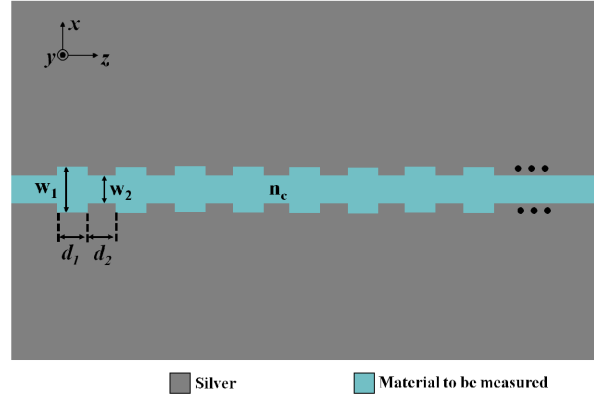 x
y z
w1 w2 nc
d1 d2
Silver Material to be measured